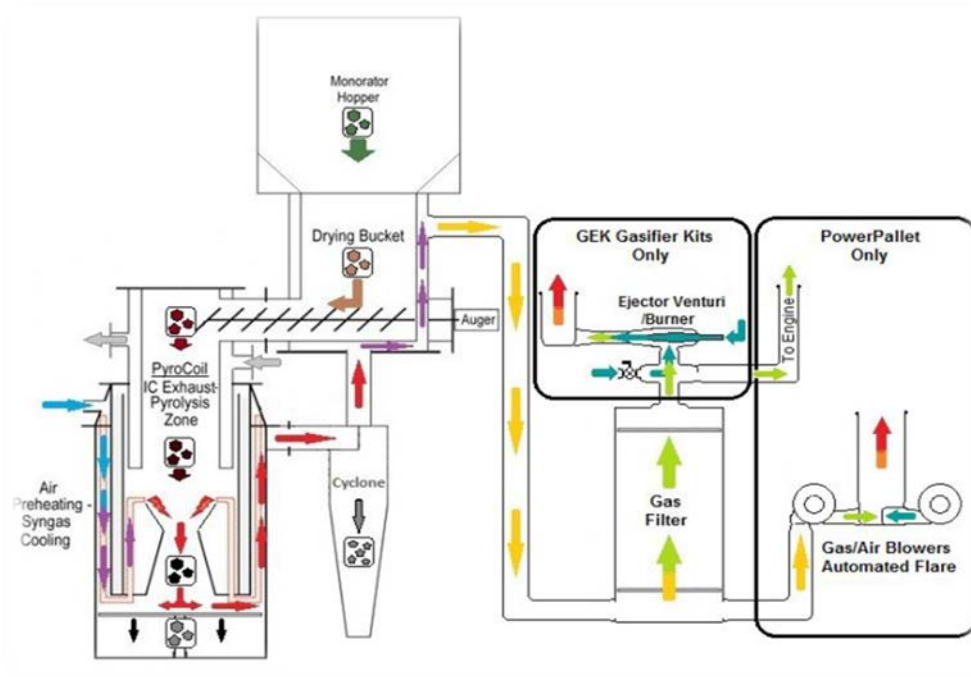 Monorator
Hopper
Drying Bucket
Auger
PyroCoil
IC Exhaust-
Pyrolysis
Zone
Air
Preheating -
Syngas
Cooling
Cyclone
GEK Gasifier Kits
Only
Ejector Venturi
/Burner
PowerPallet
Only
To Engine
Gas
Filter
Gas/Air Blowers
Automated Flare